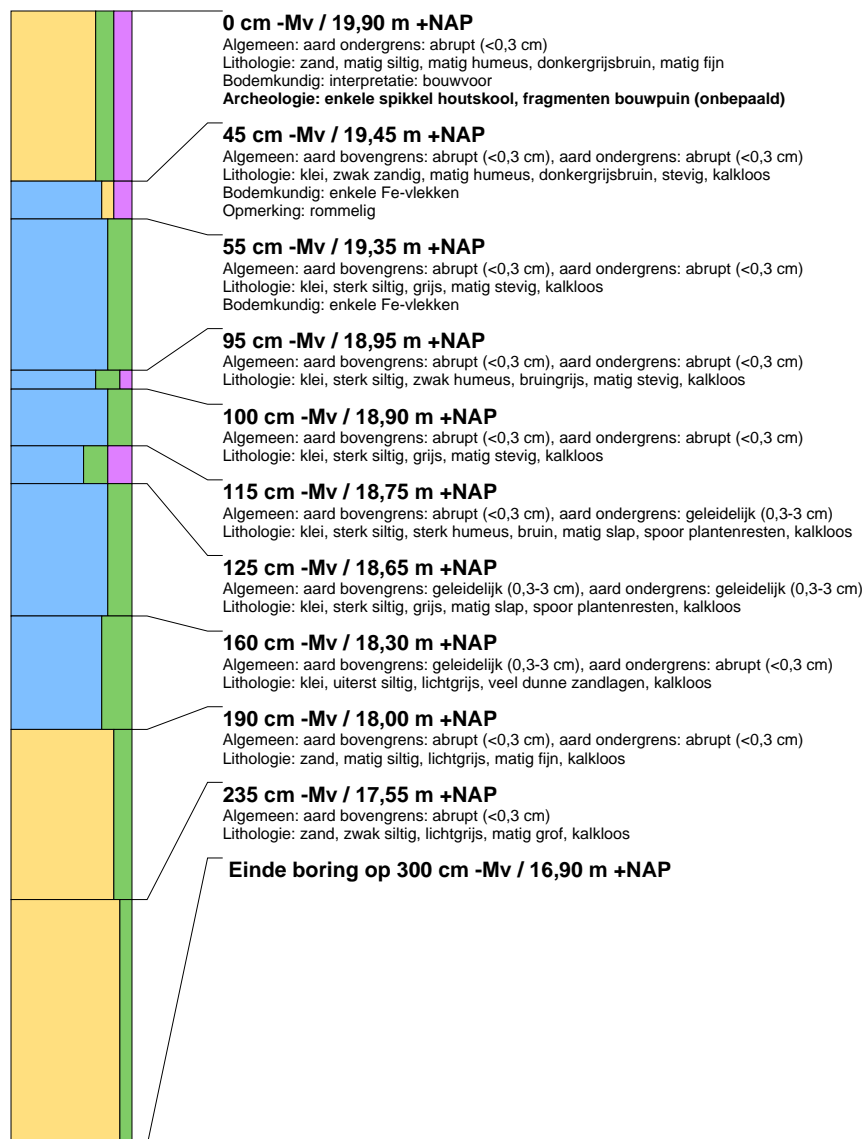 0 cm -Mv / 19,90 m +NAP
Algemeen: aard ondergrens: abrupt (<0,3 cm)
Lithologie: zand, matig siltig, matig humeus, donkergrijsbruin, matig fijn
Bodemkundig: interpretatie: bouwvoor
Archeologie: enkele spikkel houtskool, fragmenten bouwpuin (onbepaald)
45 cm -Mv / 19,45 m +NAP
Algemeen: aard bovengrens: abrupt (<0,3 cm), aard ondergrens: abrupt (<0,3 cm)
Lithologie: klei, zwak zandig, matig humeus, donkergrijsbruin, stevig, kalkloos
Bodemkundig: enkele Fe-vlekken
Opmerking: rommelig
55 cm -Mv / 19,35 m +NAP
Algemeen: aard bovengrens: abrupt (<0,3 cm), aard ondergrens: abrupt (<0,3 cm)
Lithologie: klei, sterk siltig, grijs, matig stevig, kalkloos
Bodemkundig: enkele Fe-vlekken
95 cm -Mv / 18,95 m +NAP
Algemeen: aard bovengrens: abrupt (<0,3 cm), aard ondergrens: abrupt (<0,3 cm)
Lithologie: klei, sterk siltig, zwak humeus, bruingrijs, matig stevig, kalkloos
100 cm -Mv / 18,90 m +NAP
Algemeen: aard bovengrens: abrupt (<0,3 cm), aard ondergrens: abrupt (<0,3 cm)
Lithologie: klei, sterk siltig, grijs, matig stevig, kalkloos
115 cm -Mv / 18,75 m +NAP
Algemeen: aard bovengrens: abrupt (<0,3 cm), aard ondergrens: geleidelijk (0,3-3 cm)
Lithologie: klei, sterk siltig, sterk humeus, bruin, matig slap, spoor plantenresten, kalkloos
125 cm -Mv / 18,65 m +NAP
Algemeen: aard bovengrens: geleidelijk (0,3-3 cm), aard ondergrens: geleidelijk (0,3-3 cm)
Lithologie: klei, sterk siltig, grijs, matig slap, spoor plantenresten, kalkloos
160 cm -Mv / 18,30 m +NAP
Algemeen: aard bovengrens: geleidelijk (0,3-3 cm), aard ondergrens: abrupt (<0,3 cm)
Lithologie: klei, uiterst siltig, lichtgrijs, veel dunne zandlagen, kalkloos
190 cm -Mv / 18,00 m +NAP
Algemeen: aard bovengrens: abrupt (<0,3 cm), aard ondergrens: abrupt (<0,3 cm)
Lithologie: zand, matig siltig, lichtgrijs, matig fijn, kalkloos
235 cm -Mv / 17,55 m +NAP
Algemeen: aard bovengrens: abrupt (<0,3 cm)
Lithologie: zand, zwak siltig, lichtgrijs, matig grof, kalkloos
Einde boring op 300 cm -Mv / 16,90 m +NAP